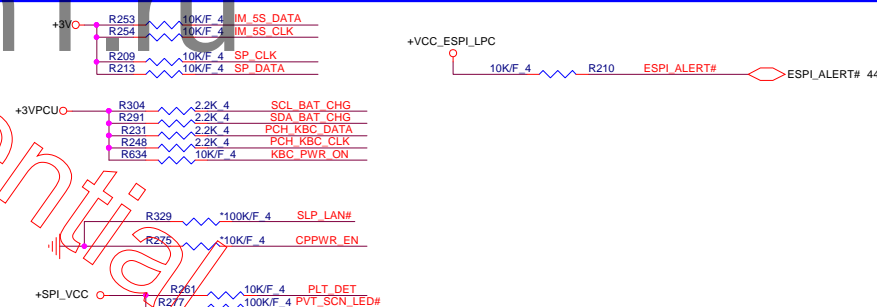 +3V
R253 10K/F_4 IM_5S_DATA
R254 10K/F_4 IM_5S_CLK
R209 10K/F_4 SP_CLK
R213 10K/F_4 SP_DATA
+VCC_ESPI_LPC
10K/F_4 R210 ESPI_ALERT# ESPI_ALERT# 44
+3VPCU
R304 2.2K_4 SCL_BAT_CHG
R291 2.2K_4 SDA_BAT_CHG
R231 2.2K_4 PCH_KBC_DATA
R248 2.2K_4 PCH_KBC_CLK
R634 10K/F_4 KBC_PWR_ON
R329 *100K/F_4 SLP_LAN#
R275 *10K/F_4 CPPWR_EN
+SPI_VCC
R261 10K/F_4 PLT_DET
R277 100K/F_4 PVT_SCN_LED#
ential
1.ru